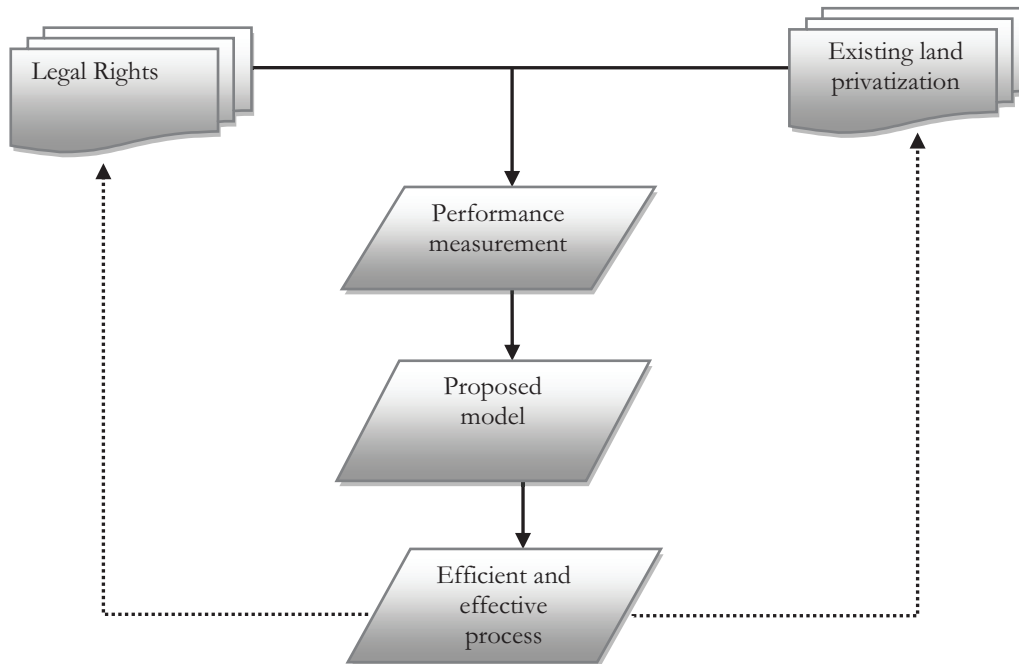 Legal Rights
Existing land
privatization
Performance
measurement
Proposed
model
Efficient and
effective
process